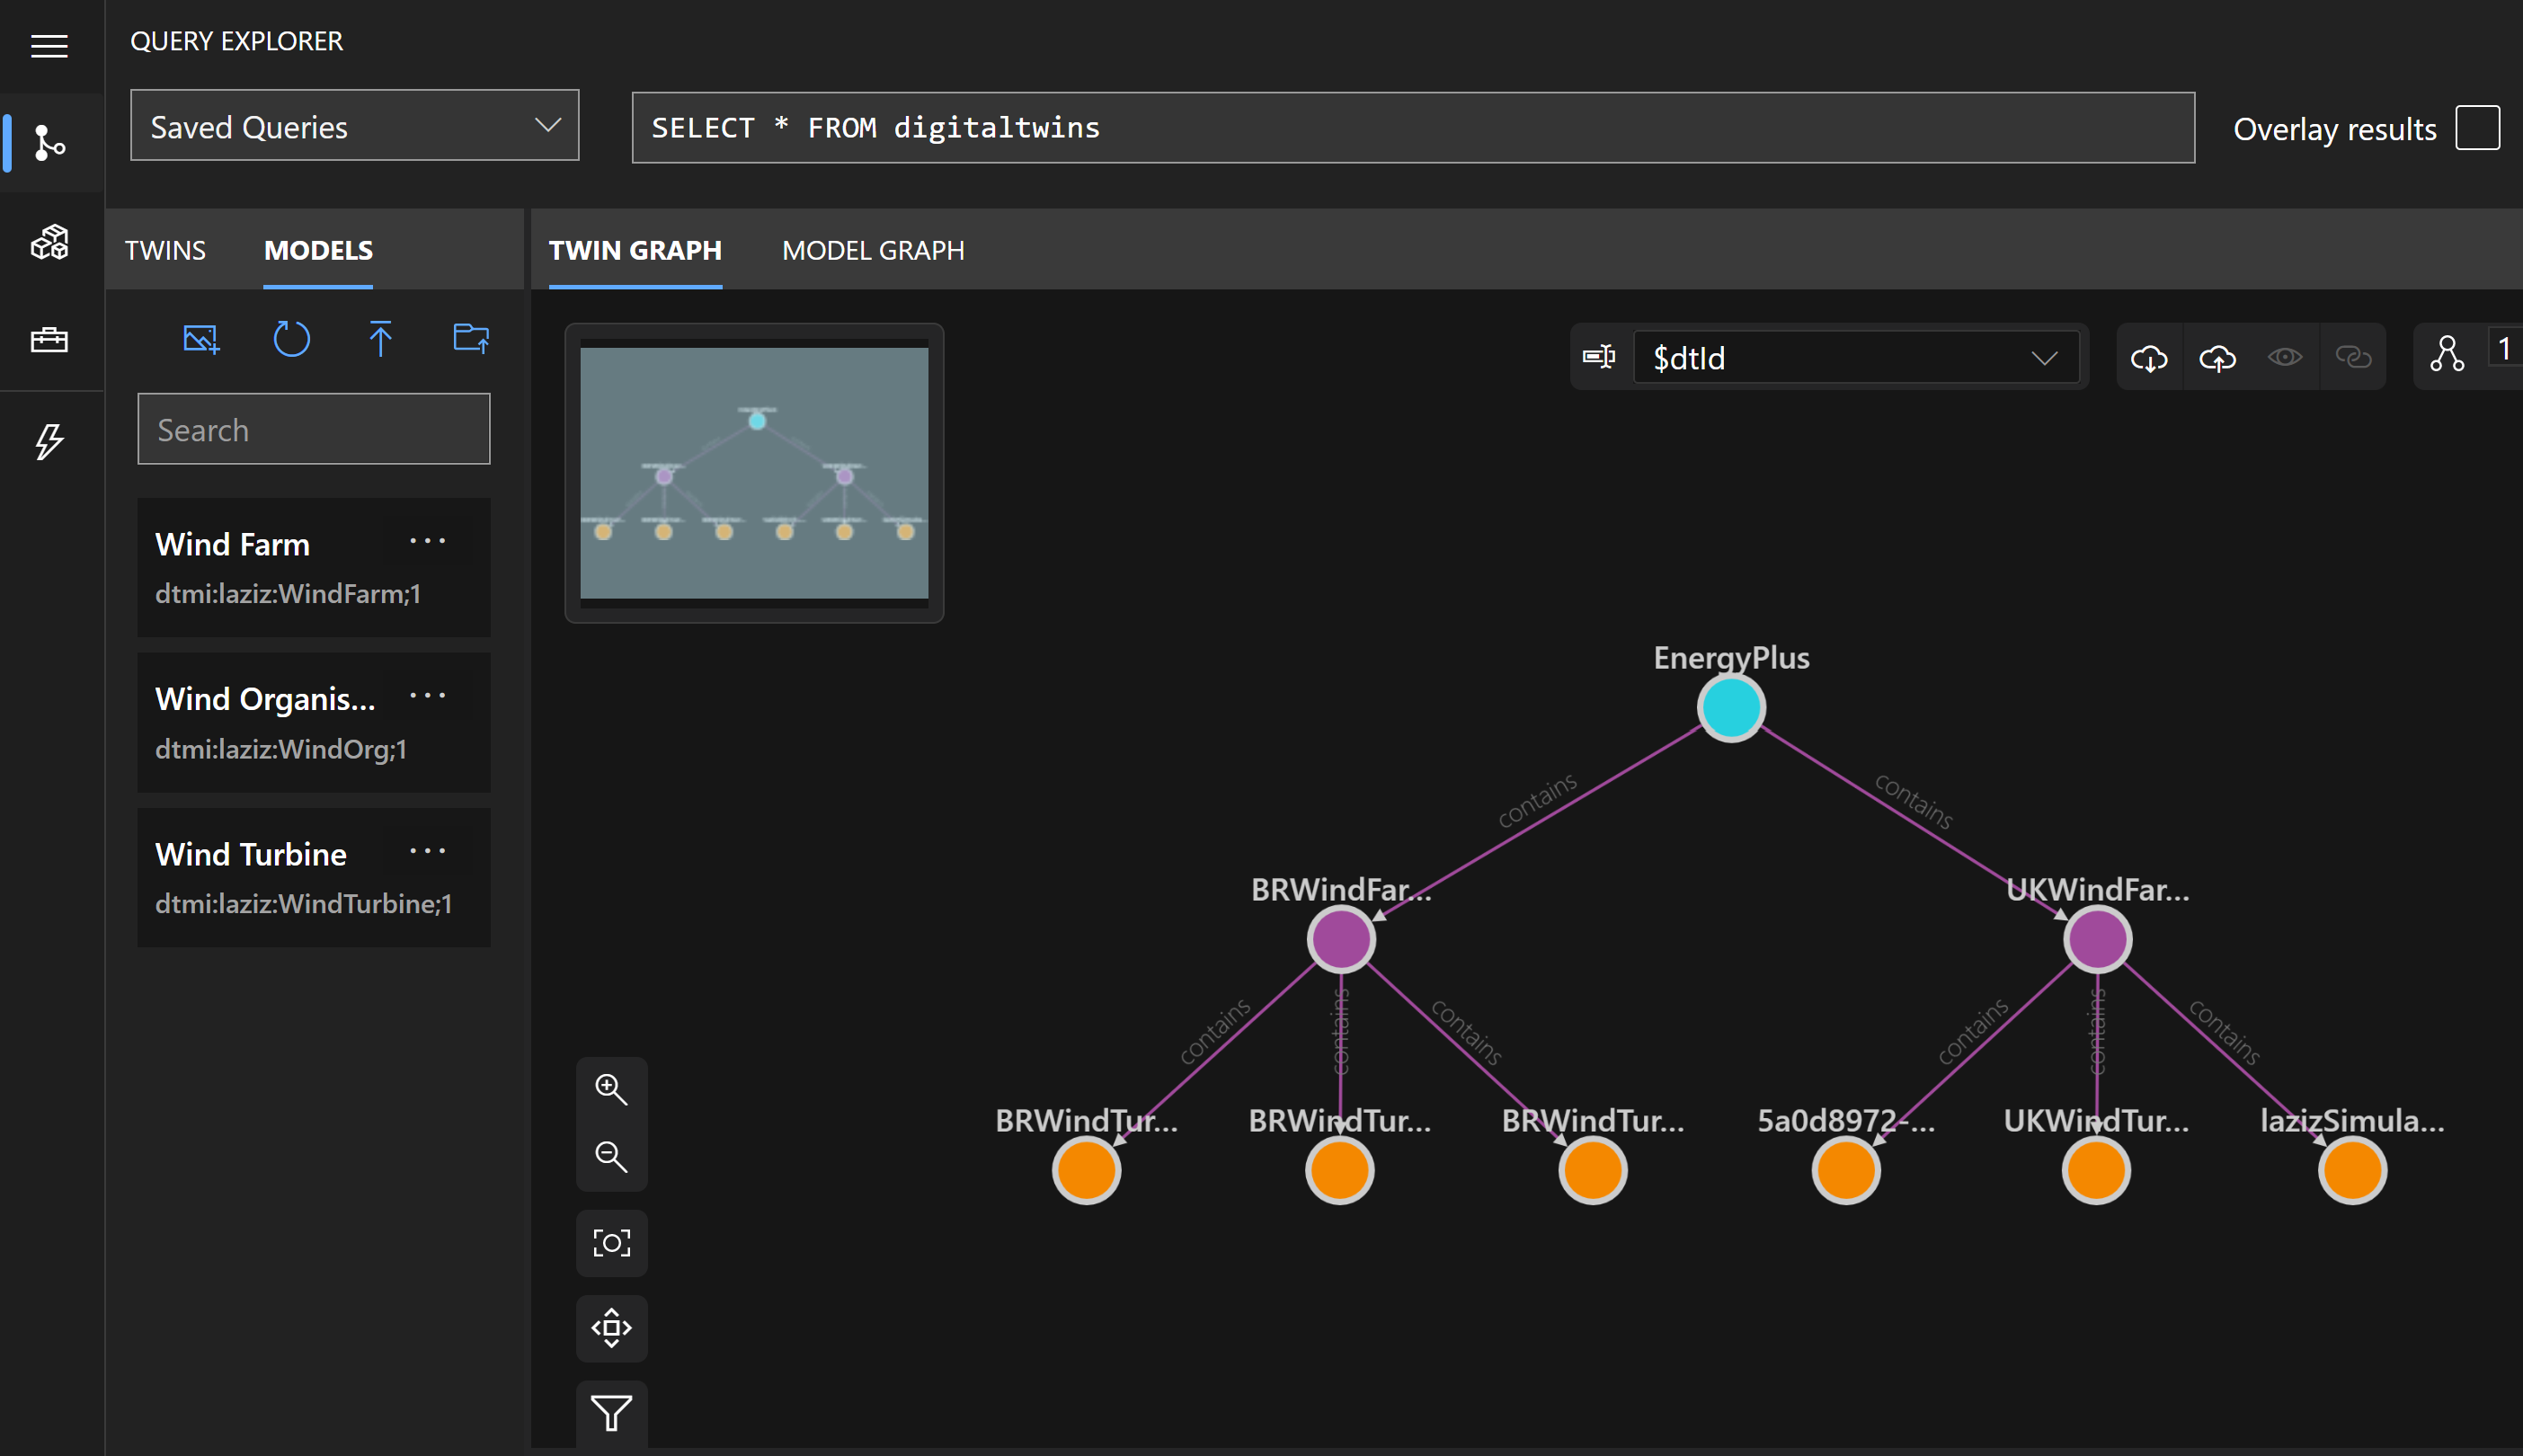 QUERY EXPLORER
Saved Queries
SELECT * FROM digitaltwins
Overlay results
TWINS MODELS
TWIN GRAPH MODEL GRAPH
$dtId
1
Search
Wind Farm ...
dtmi:laziz:WindFarm;1
Wind Organis... ...
dtmi:laziz:WindOrg;1
Wind Turbine ...
dtmi:laziz:WindTurbine;1
EnergyPlus
contains contains
BRWindFar... UKWindFar...
contains contains contains contains contains contains
BRWindTur... BRWindTur... BRWindTur... 5a0d8972-... UKWindTur... lazizSimula...